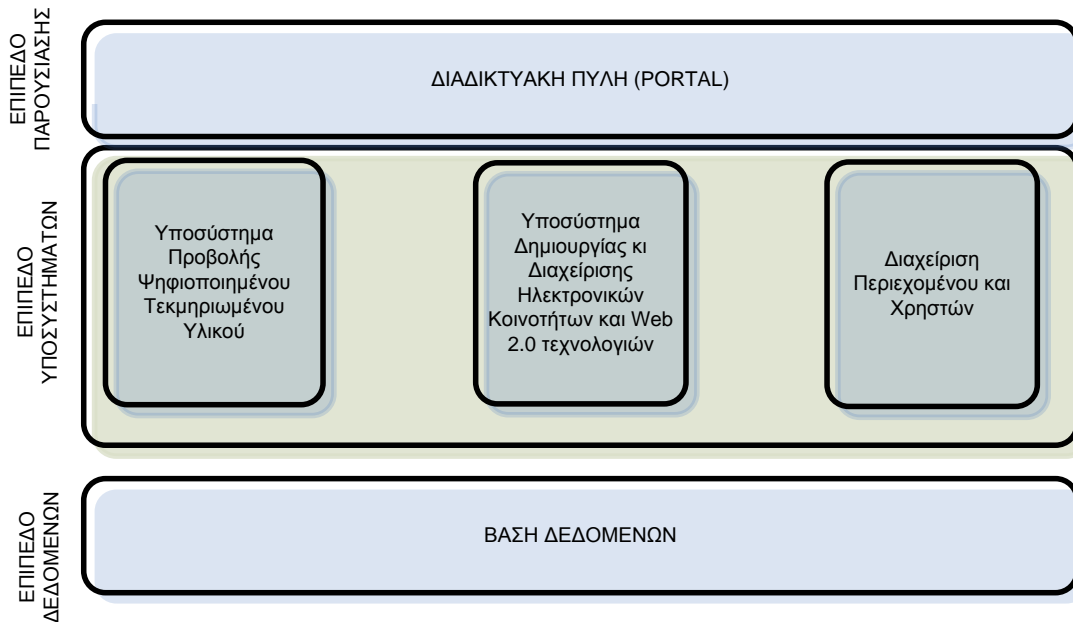 ΕΠΙΠΕΔΟ
ΠΑΡΟΥΣΙΑΣΗΣ
ΔΙΑΔΙΚΤΥΑΚΗ ΠΥΛΗ (PORTAL)
ΕΠΙΠΕΔΟ
ΥΠΟΣΥΣΤΗΜΑΤΩΝ
Υποσύστημα
Προβολής
Ψηφιοποιημένου
Τεκμηριωμένου
Υλικού
Υποσύστημα
Δημιουργίας κι
Διαχείρισης
Ηλεκτρονικών
Κοινοτήτων και Web
2.0 τεχνολογιών
Διαχείριση
Περιεχομένου και
Χρηστών
ΕΠΙΠΕΔΟ
ΔΕΔΟΜΕΝΩΝ
ΒΑΣΗ ΔΕΔΟΜΕΝΩΝ